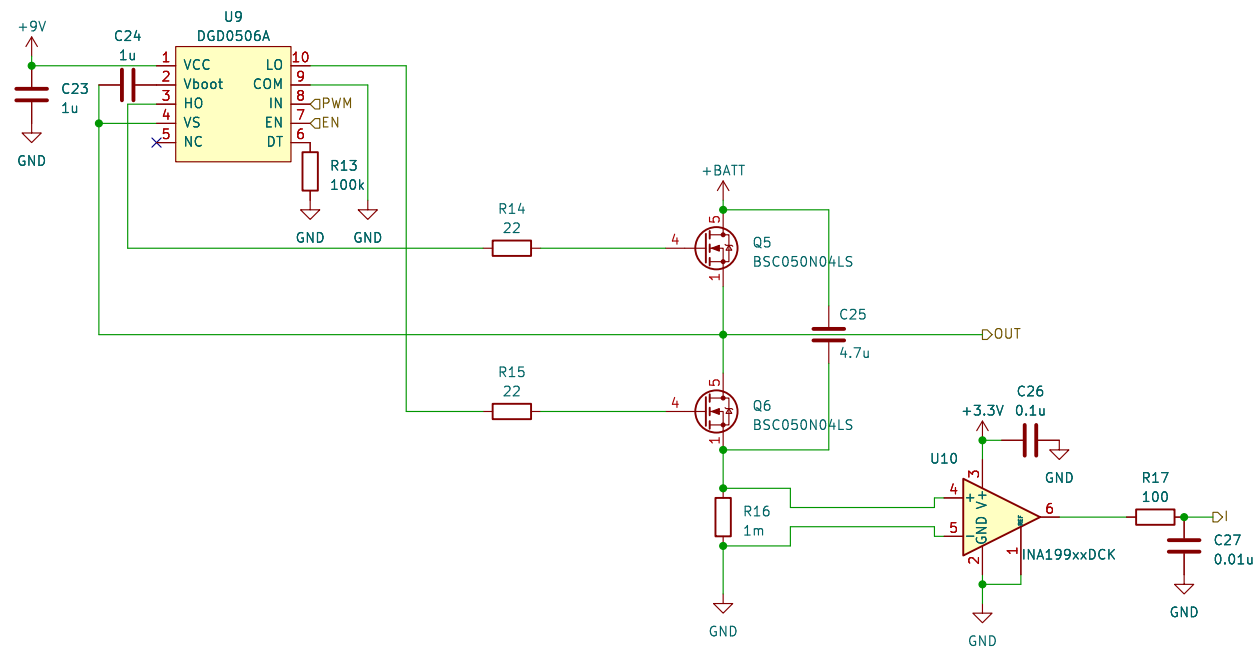 +9V
C23
1u
GND
C24
1u
U9
DGD0506A
1 VCC LO 10
2 Vboot COM 9
3 HO IN 8 PWM
4 VS EN 7 EN
5 NC DT 6
R13
100k
GND
GND
R14
22
+BATT
5
4
1
Q5
BSC050N04LS
C25
4.7u
OUT
R15
22
5
4
1
Q6
BSC050N04LS
R16
1m
GND
+3.3V
C26
0.1u
GND
U10
3
4 + V+
6
5 - GND REF
2
1
INA199xxDCK
GND
R17
100
I
C27
0.01u
GND